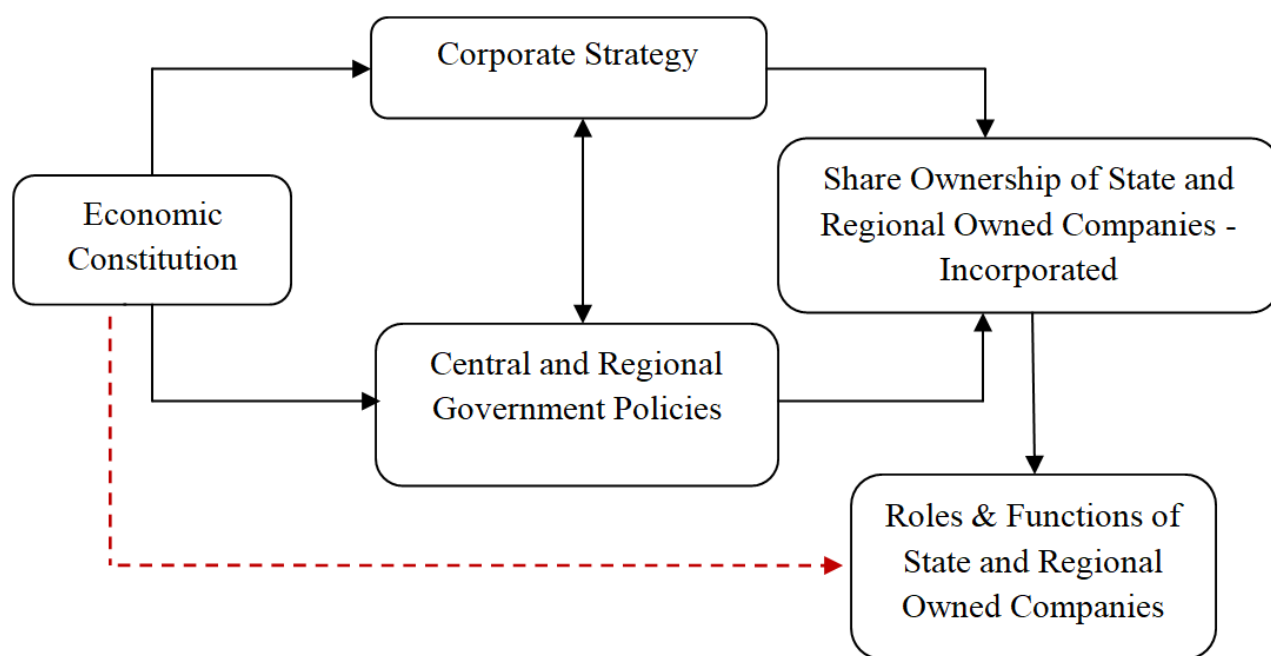 Corporate Strategy
Economic
Constitution
Share Ownership of State and
Regional Owned Companies -
Incorporated
Central and Regional
Government Policies
Roles & Functions of
State and Regional
Owned Companies